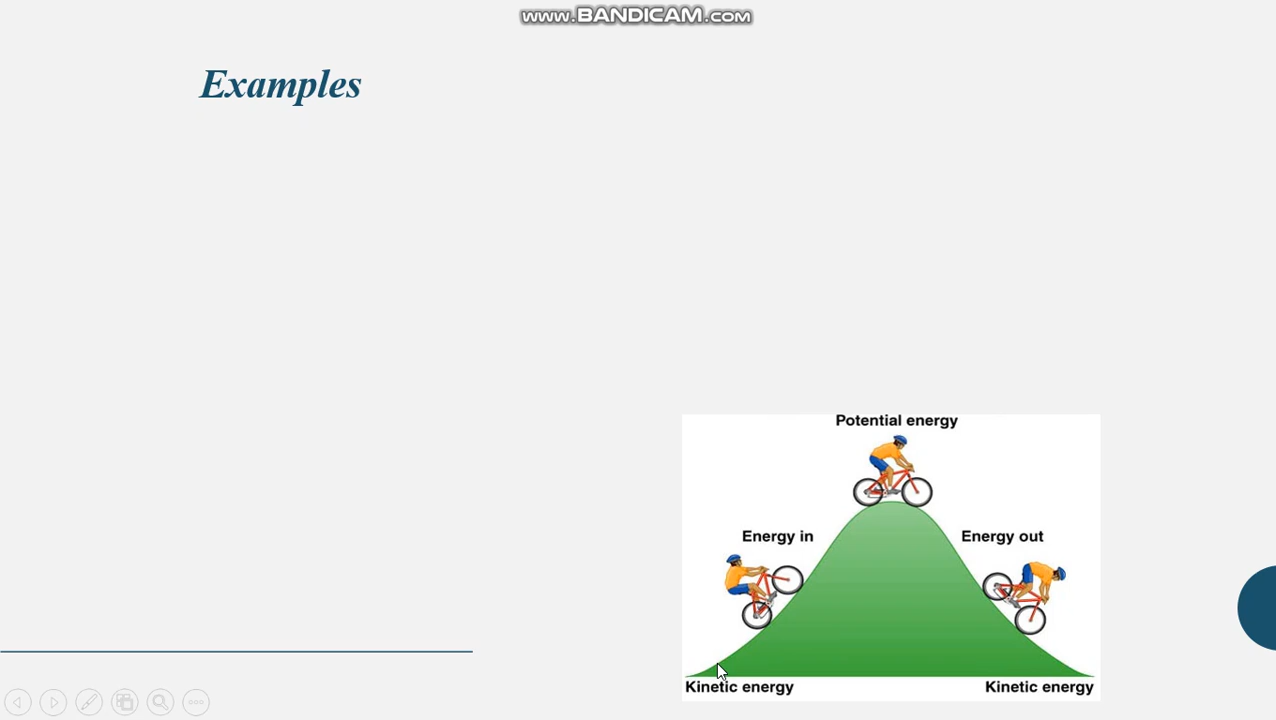 www.BANDICAM.com
Examples
Potential energy
Energy in
Energy out
Kinetic energy
Kinetic energy